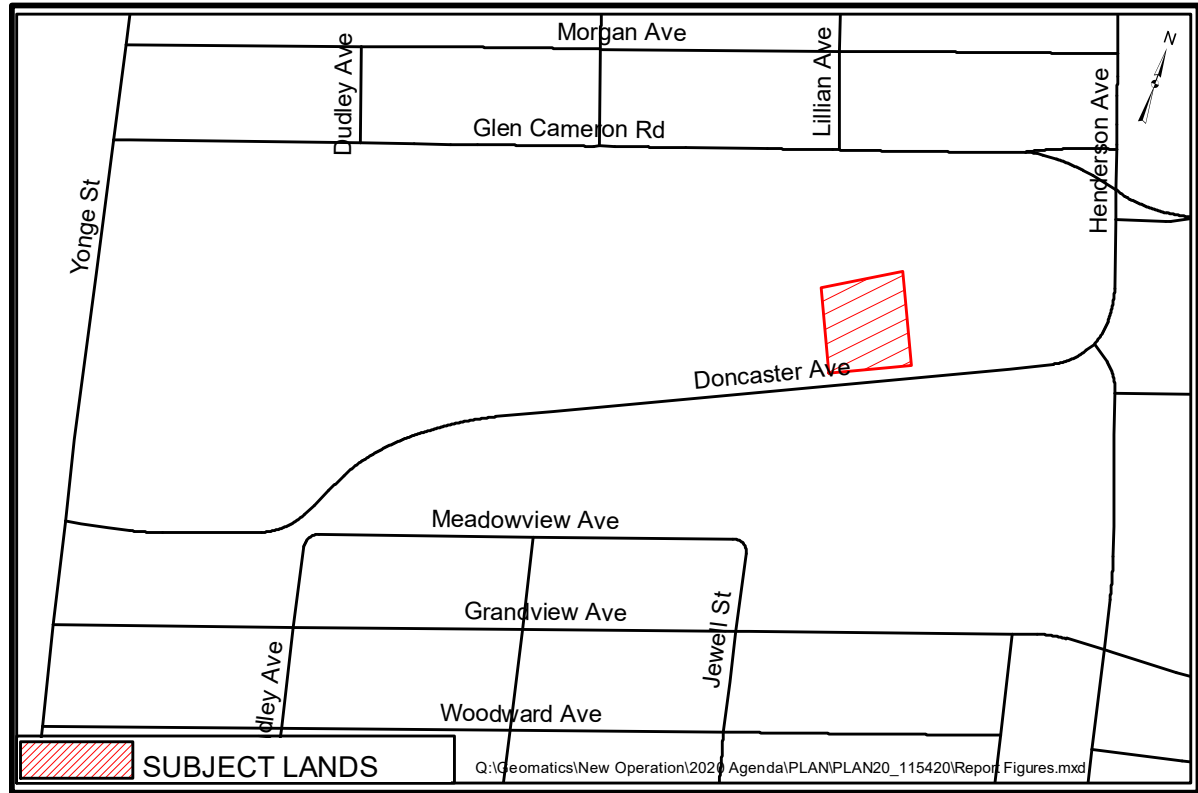 Morgan Ave
N
Dudley Ave
Lillian Ave
Glen Cameron Rd
Henderson Ave
Yonge St
Doncaster Ave
Meadowview Ave
Grandview Ave
Jewell St
dley Ave
Woodward Ave
SUBJECT LANDS
Q:\Geomatics\New Operation\2020 Agenda\PLAN\PLAN20_115420\Report Figures.mxd